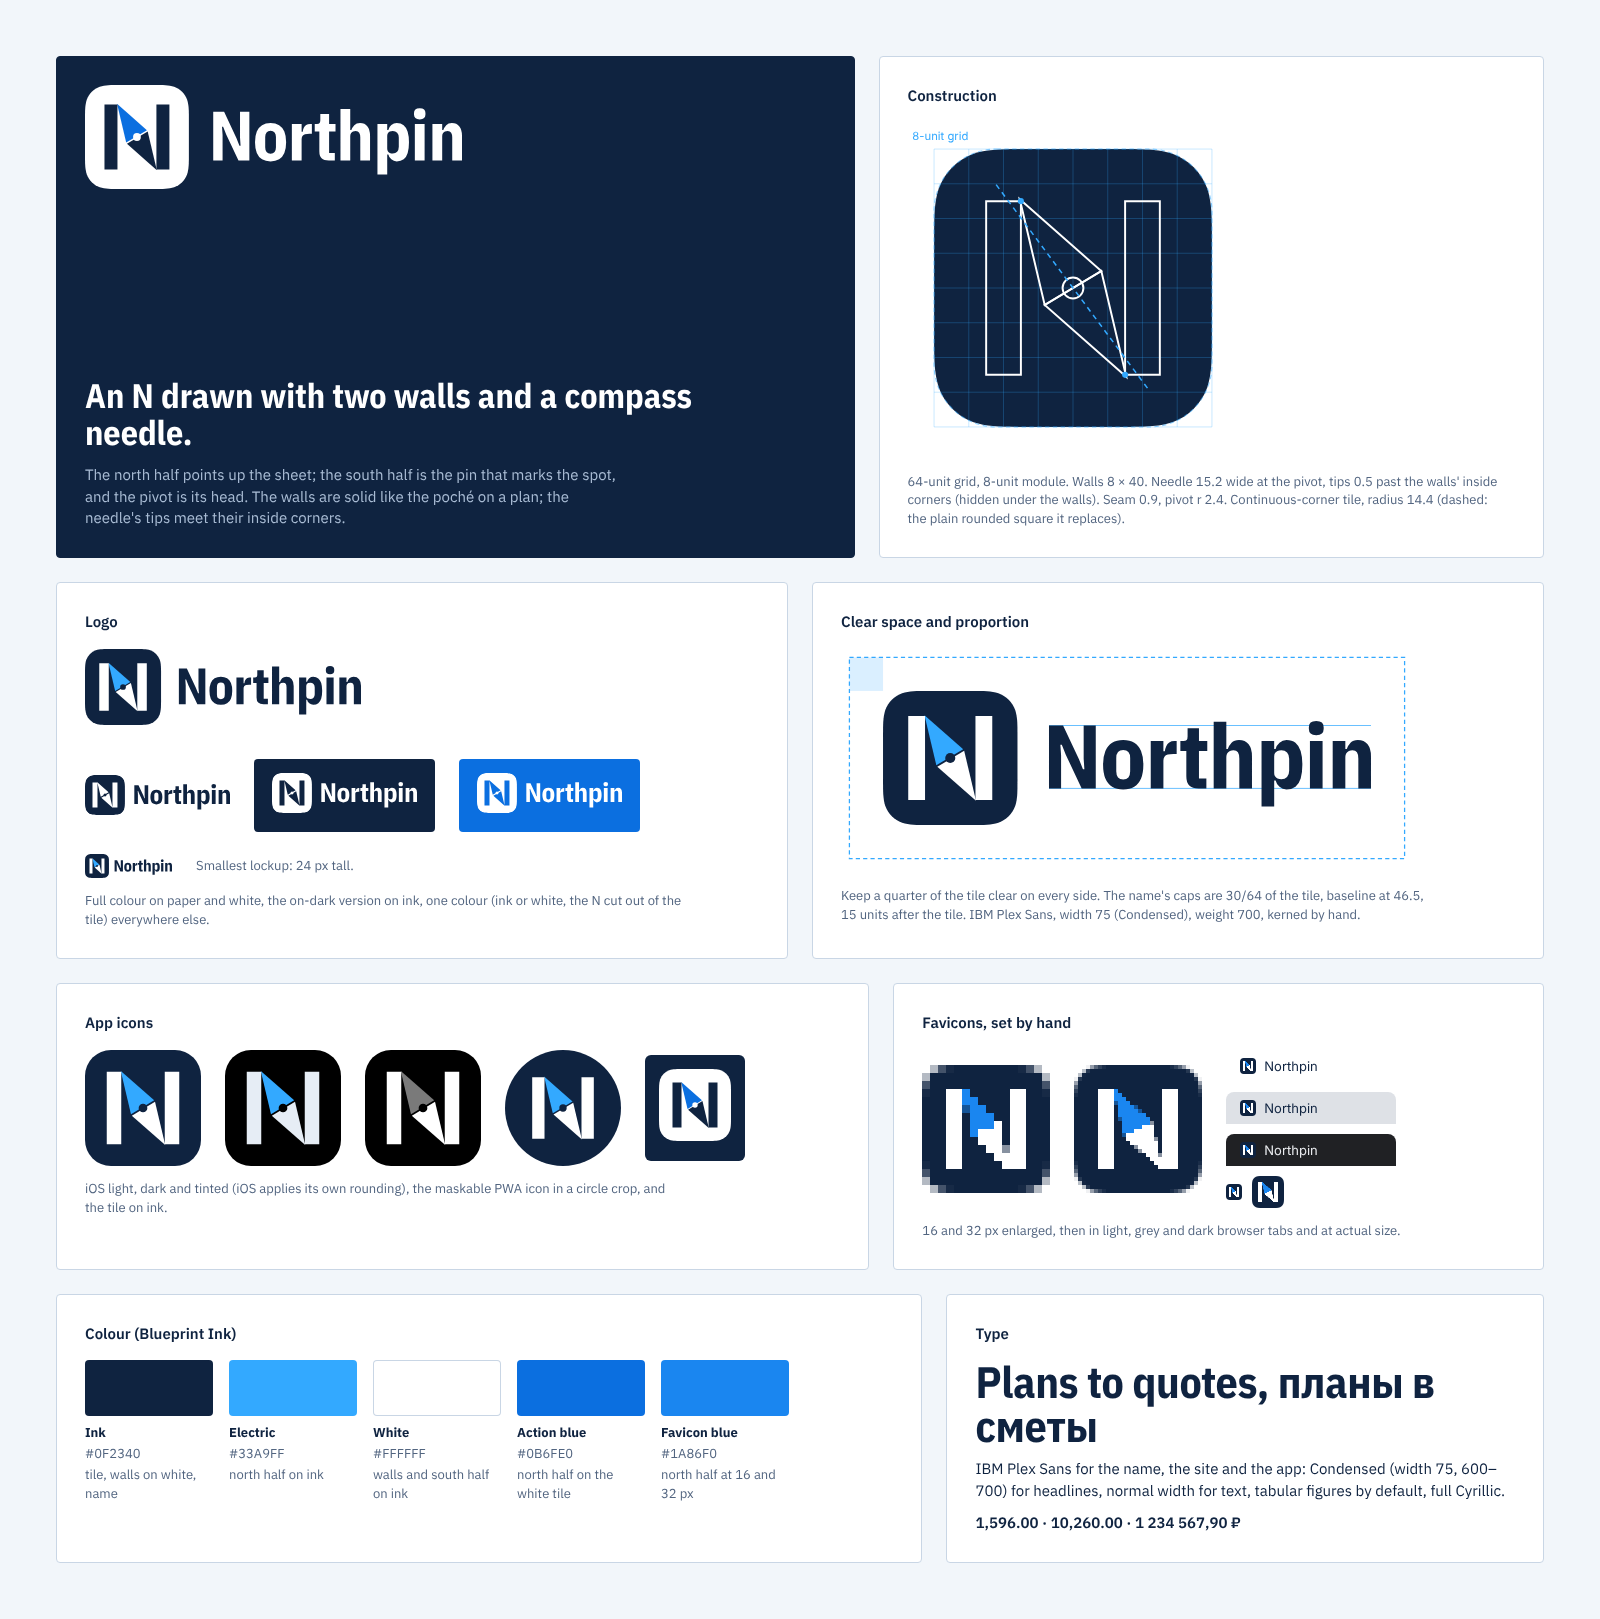 Northpin
An N drawn with two walls and a compass
needle.
The north half points up the sheet; the south half is the pin that marks the spot,
and the pivot is its head. The walls are solid like the poché on a plan; the
needle's tips meet their inside corners.
Construction
8-unit grid
64-unit grid, 8-unit module. Walls 8 × 40. Needle 15.2 wide at the pivot, tips 0.5 past the walls' inside
corners (hidden under the walls). Seam 0.9, pivot r 2.4. Continuous-corner tile, radius 14.4 (dashed:
the plain rounded square it replaces).
Logo
Northpin
Northpin
Northpin
Northpin
Northpin
Smallest lockup: 24 px tall.
Full colour on paper and white, the on-dark version on ink, one colour (ink or white, the N cut out of the
tile) everywhere else.
Clear space and proportion
Northpin
Keep a quarter of the tile clear on every side. The name's caps are 30/64 of the tile, baseline at 46.5,
15 units after the tile. IBM Plex Sans, width 75 (Condensed), weight 700, kerned by hand.
App icons
iOS light, dark and tinted (iOS applies its own rounding), the maskable PWA icon in a circle crop, and
the tile on ink.
Favicons, set by hand
Northpin
Northpin
Northpin
16 and 32 px enlarged, then in light, grey and dark browser tabs and at actual size.
Colour (Blueprint Ink)
Ink
#0F2340
tile, walls on white,
name
Electric
#33A9FF
north half on ink
White
#FFFFFF
walls and south half
on ink
Action blue
#0B6FE0
north half on the
white tile
Favicon blue
#1A86F0
north half at 16 and
32 px
Type
Plans to quotes, планы в
сметы
IBM Plex Sans for the name, the site and the app: Condensed (width 75, 600–
700) for headlines, normal width for text, tabular figures by default, full Cyrillic.
1,596.00 · 10,260.00 · 1 234 567,90 ₽